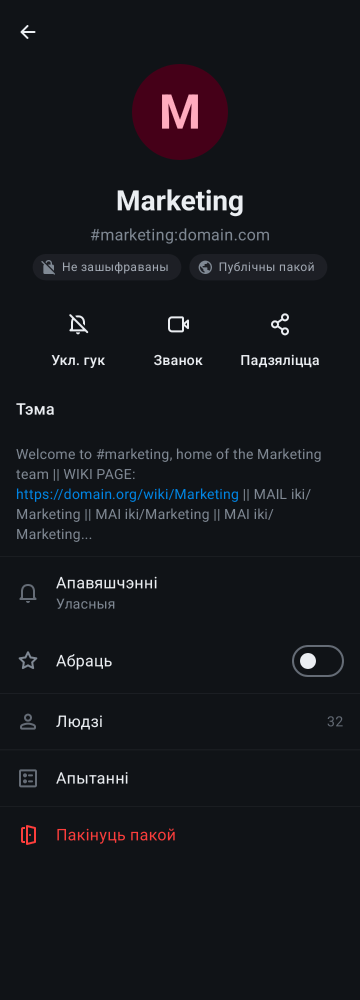 M
Marketing
#marketing:domain.com
Не зашыфраваны
Публічны пакой
Укл. гук
Званок
Падзяліцца
Тэма
Welcome to #marketing, home of the Marketing
team || WIKI PAGE:
https://domain.org/wiki/Marketing || MAIL iki/
Marketing || MAI iki/Marketing || MAI iki/
Marketing...
Апавяшчэнні
Уласныя
Абраць
Людзі
32
Апытанні
Пакінуць пакой